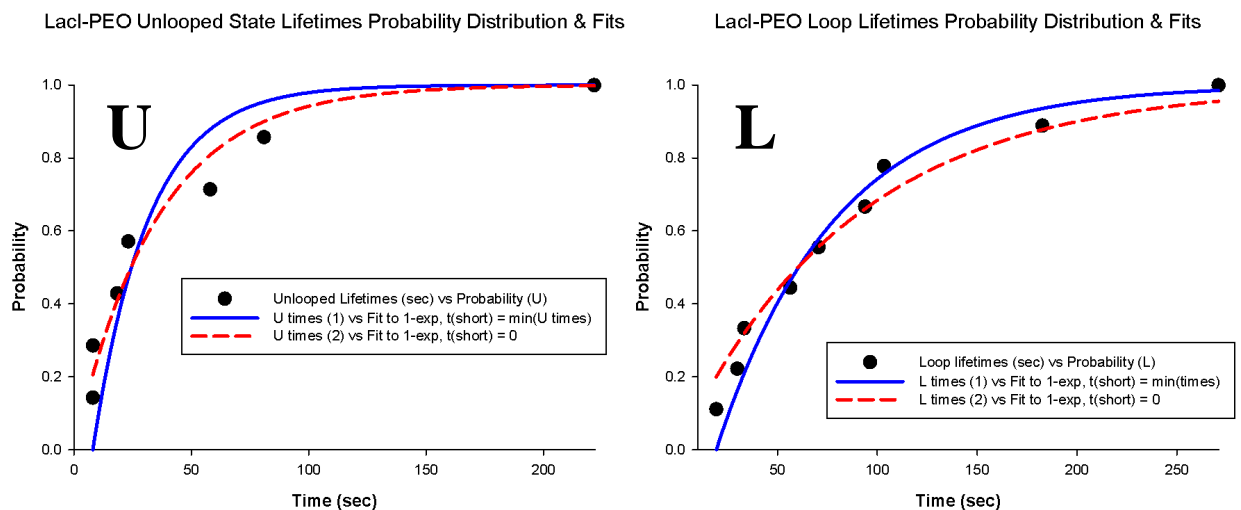 LacI-PEO Unlooped State Lifetimes Probability Distribution & Fits
U
Probability
1.0
0.8
0.6
0.4
0.2
0.0
Unlooped Lifetimes (sec) vs Probability (U)
U times (1) vs Fit to 1-exp, t(short) = min(U times)
U times (2) vs Fit to 1-exp, t(short) = 0
0 50 100 150 200
Time (sec)
LacI-PEO Loop Lifetimes Probability Distribution & Fits
L
Probability
1.0
0.8
0.6
0.4
0.2
0.0
Loop lifetimes (sec) vs Probability (L)
L times (1) vs Fit to 1-exp, t(short) = min(times)
L times (2) vs Fit to 1-exp, t(short) = 0
50 100 150 200 250
Time (sec)